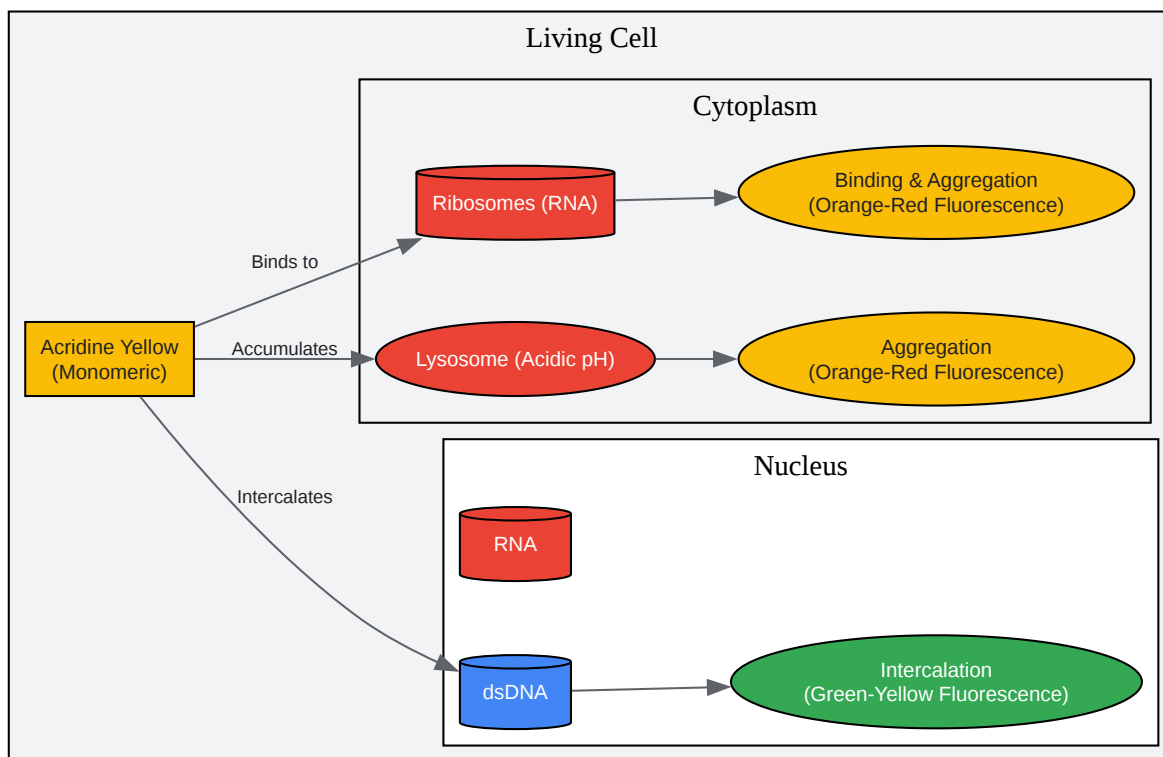 Living Cell
Cytoplasm
Ribosomes (RNA)
Binding & Aggregation
(Orange-Red Fluorescence)
Binds to
Acridine Yellow
(Monomeric)
Accumulates
Lysosome (Acidic pH)
Aggregation
(Orange-Red Fluorescence)
Nucleus
Intercalates
RNA
dsDNA
Intercalation
(Green-Yellow Fluorescence)